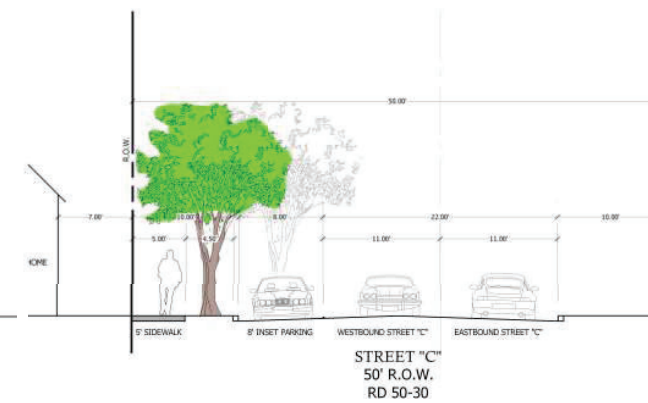 50.00'
R.O.W.
7.00' 10.00' 8.00' 22.00' 10.00'
5.00' 4.50' 11.00' 11.00'
5' SIDEWALK 8' INSET PARKING WESTBOUND STREET "C" EASTBOUND STREET "C"
STREET "C"
50' R.O.W.
RD 50-30